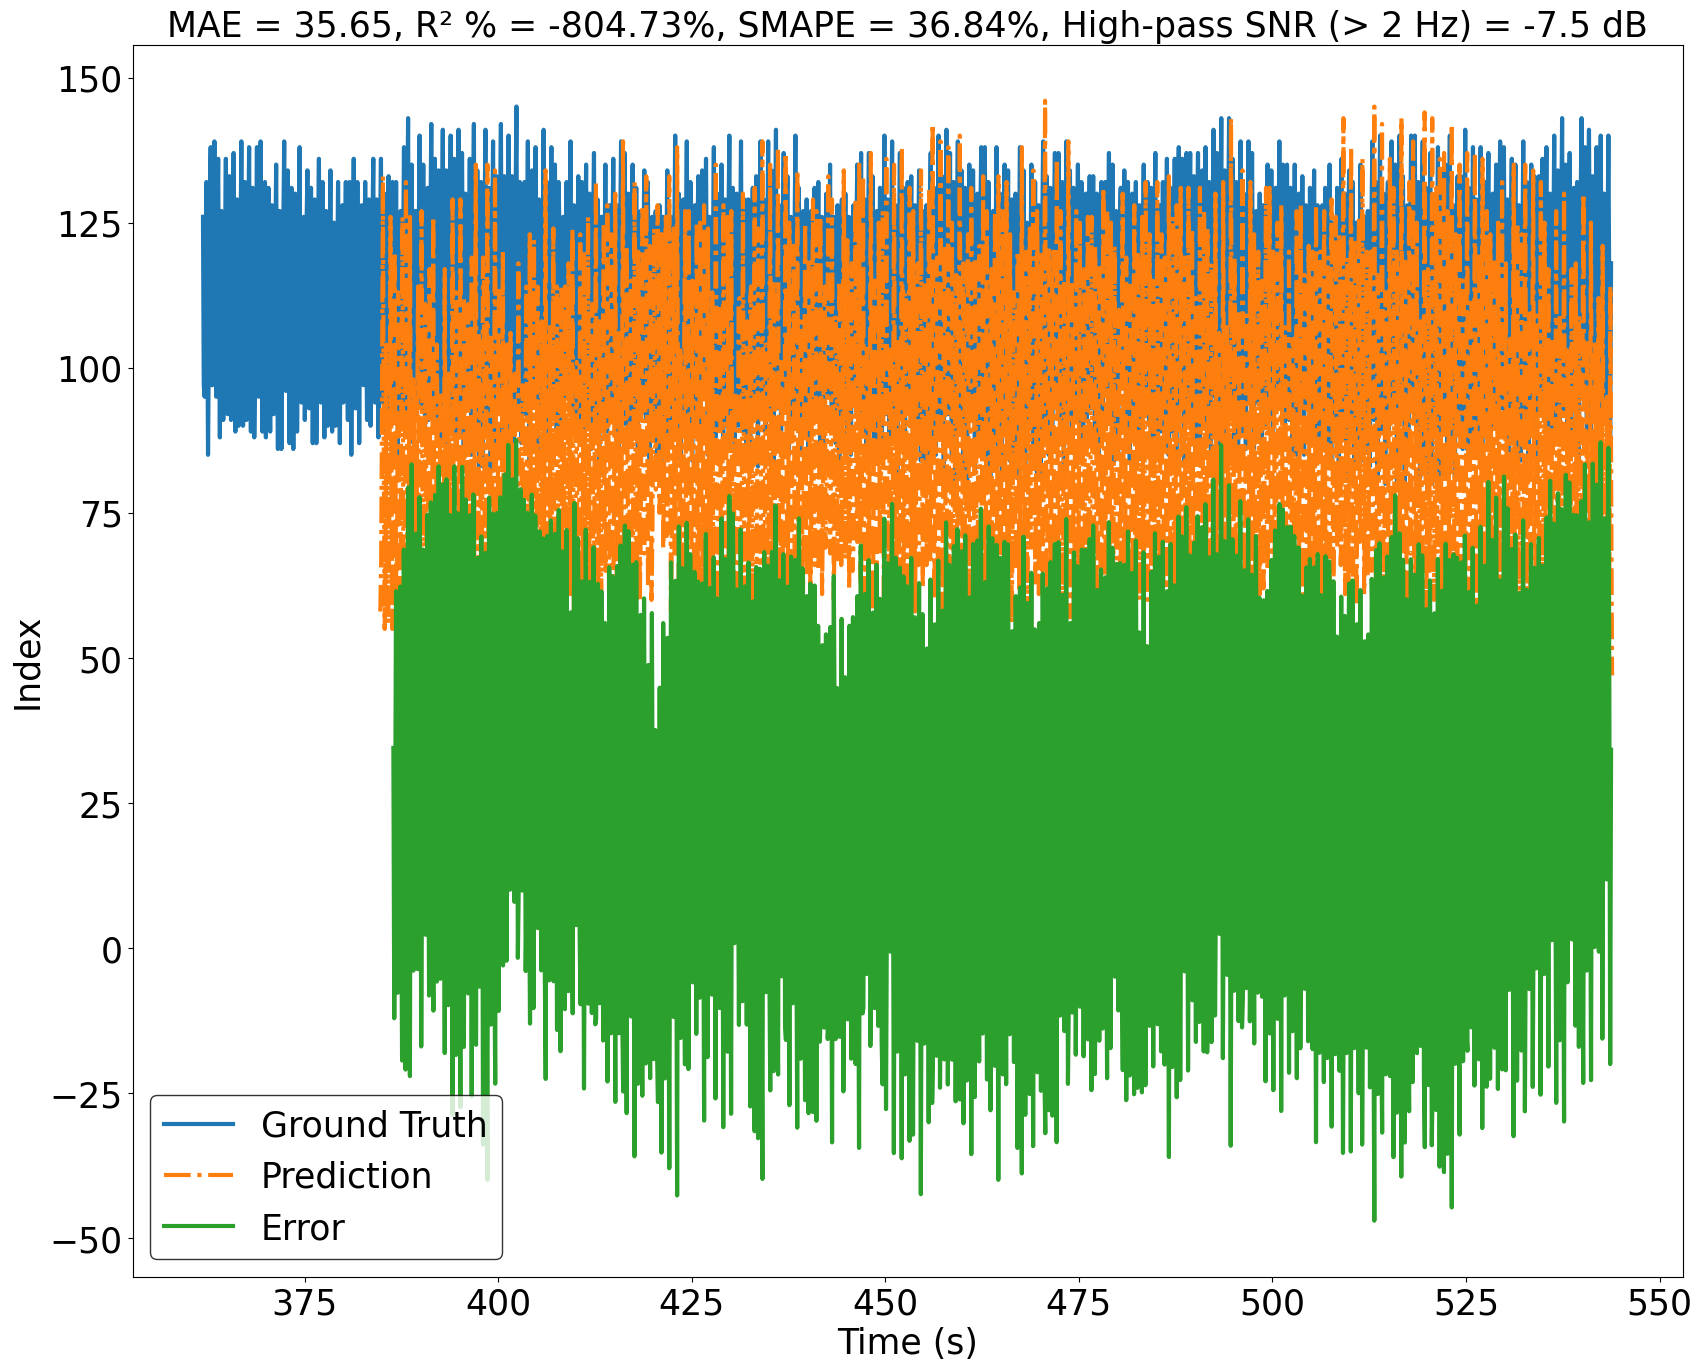 MAE = 35.65, R² % = -804.73%, SMAPE = 36.84%, High-pass SNR (> 2 Hz) = -7.5 dB
150
125
100
75
50
25
0
−25
−50
Index
Ground Truth
Prediction
Error
375 400 425 450 475 500 525 550
Time (s)